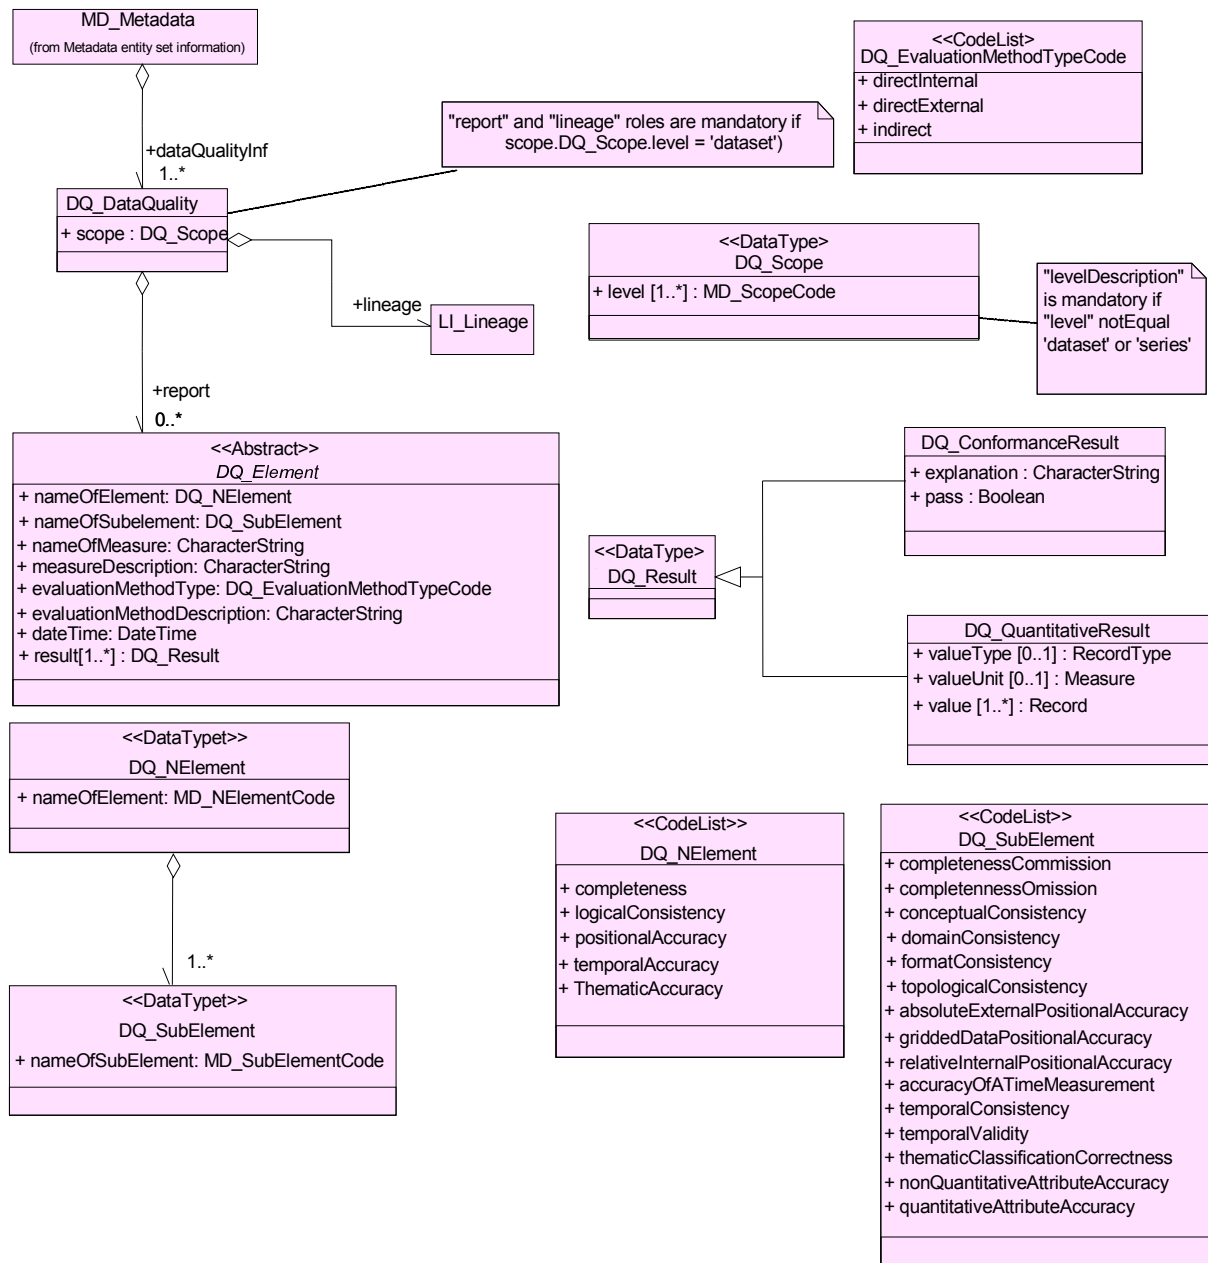 MD_Metadata
(from Metadata entity set information)
+dataQualityInf
1..*
DQ_DataQuality
+ scope : DQ_Scope
"report" and "lineage" roles are mandatory if
scope.DQ_Scope.level = 'dataset')
<<CodeList>
DQ_EvaluationMethodTypeCode
+ directInternal
+ directExternal
+ indirect
+lineage
LI_Lineage
<<DataType>
DQ_Scope
+ level [1..*] : MD_ScopeCode
"levelDescription"
is mandatory if
"level" notEqual
'dataset' or 'series'
+report
0..*
<<Abstract>>
DQ_Element
+ nameOfElement: DQ_NElement
+ nameOfSubelement: DQ_SubElement
+ nameOfMeasure: CharacterString
+ measureDescription: CharacterString
+ evaluationMethodType: DQ_EvaluationMethodTypeCode
+ evaluationMethodDescription: CharacterString
+ dateTime: DateTime
+ result[1..*] : DQ_Result
<<DataType>
DQ_Result
DQ_ConformanceResult
+ explanation : CharacterString
+ pass : Boolean
DQ_QuantitativeResult
+ valueType [0..1] : RecordType
+ valueUnit [0..1] : Measure
+ value [1..*] : Record
<<DataTypet>>
DQ_NElement
+ nameOfElement: MD_NElementCode
1..*
<<DataTypet>>
DQ_SubElement
+ nameOfSubElement: MD_SubElementCode
<<CodeList>>
DQ_NElement
+ completeness
+ logicalConsistency
+ positionalAccuracy
+ temporalAccuracy
+ ThematicAccuracy
<<CodeList>>
DQ_SubElement
+ completenessCommission
+ completennessOmission
+ conceptualConsistency
+ domainConsistency
+ formatConsistency
+ topologicalConsistency
+ absoluteExternalPositionalAccuracy
+ griddedDataPositionalAccuracy
+ relativeInternalPositionalAccuracy
+ accuracyOfATimeMeasurement
+ temporalConsistency
+ temporalValidity
+ thematicClassificationCorrectness
+ nonQuantitativeAttributeAccuracy
+ quantitativeAttributeAccuracy